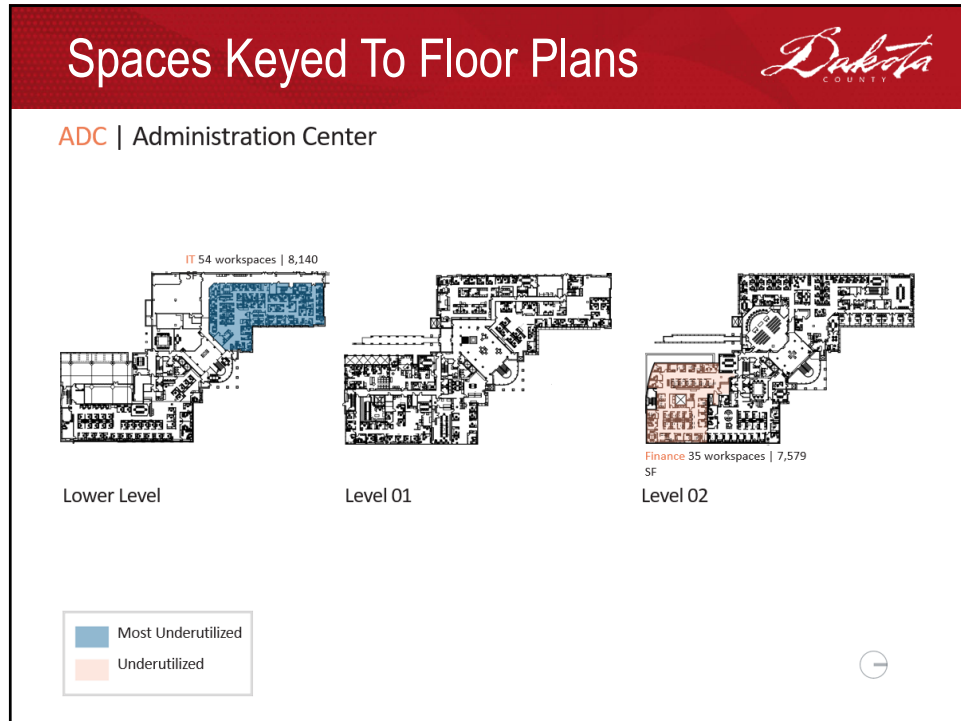 Spaces Keyed To Floor Plans
Dakota
COUNTY
ADC | Administration Center
IT 54 workspaces | 8,140
SF
Finance 35 workspaces | 7,579
SF
Lower Level
Level 01
Level 02
Most Underutilized
Underutilized